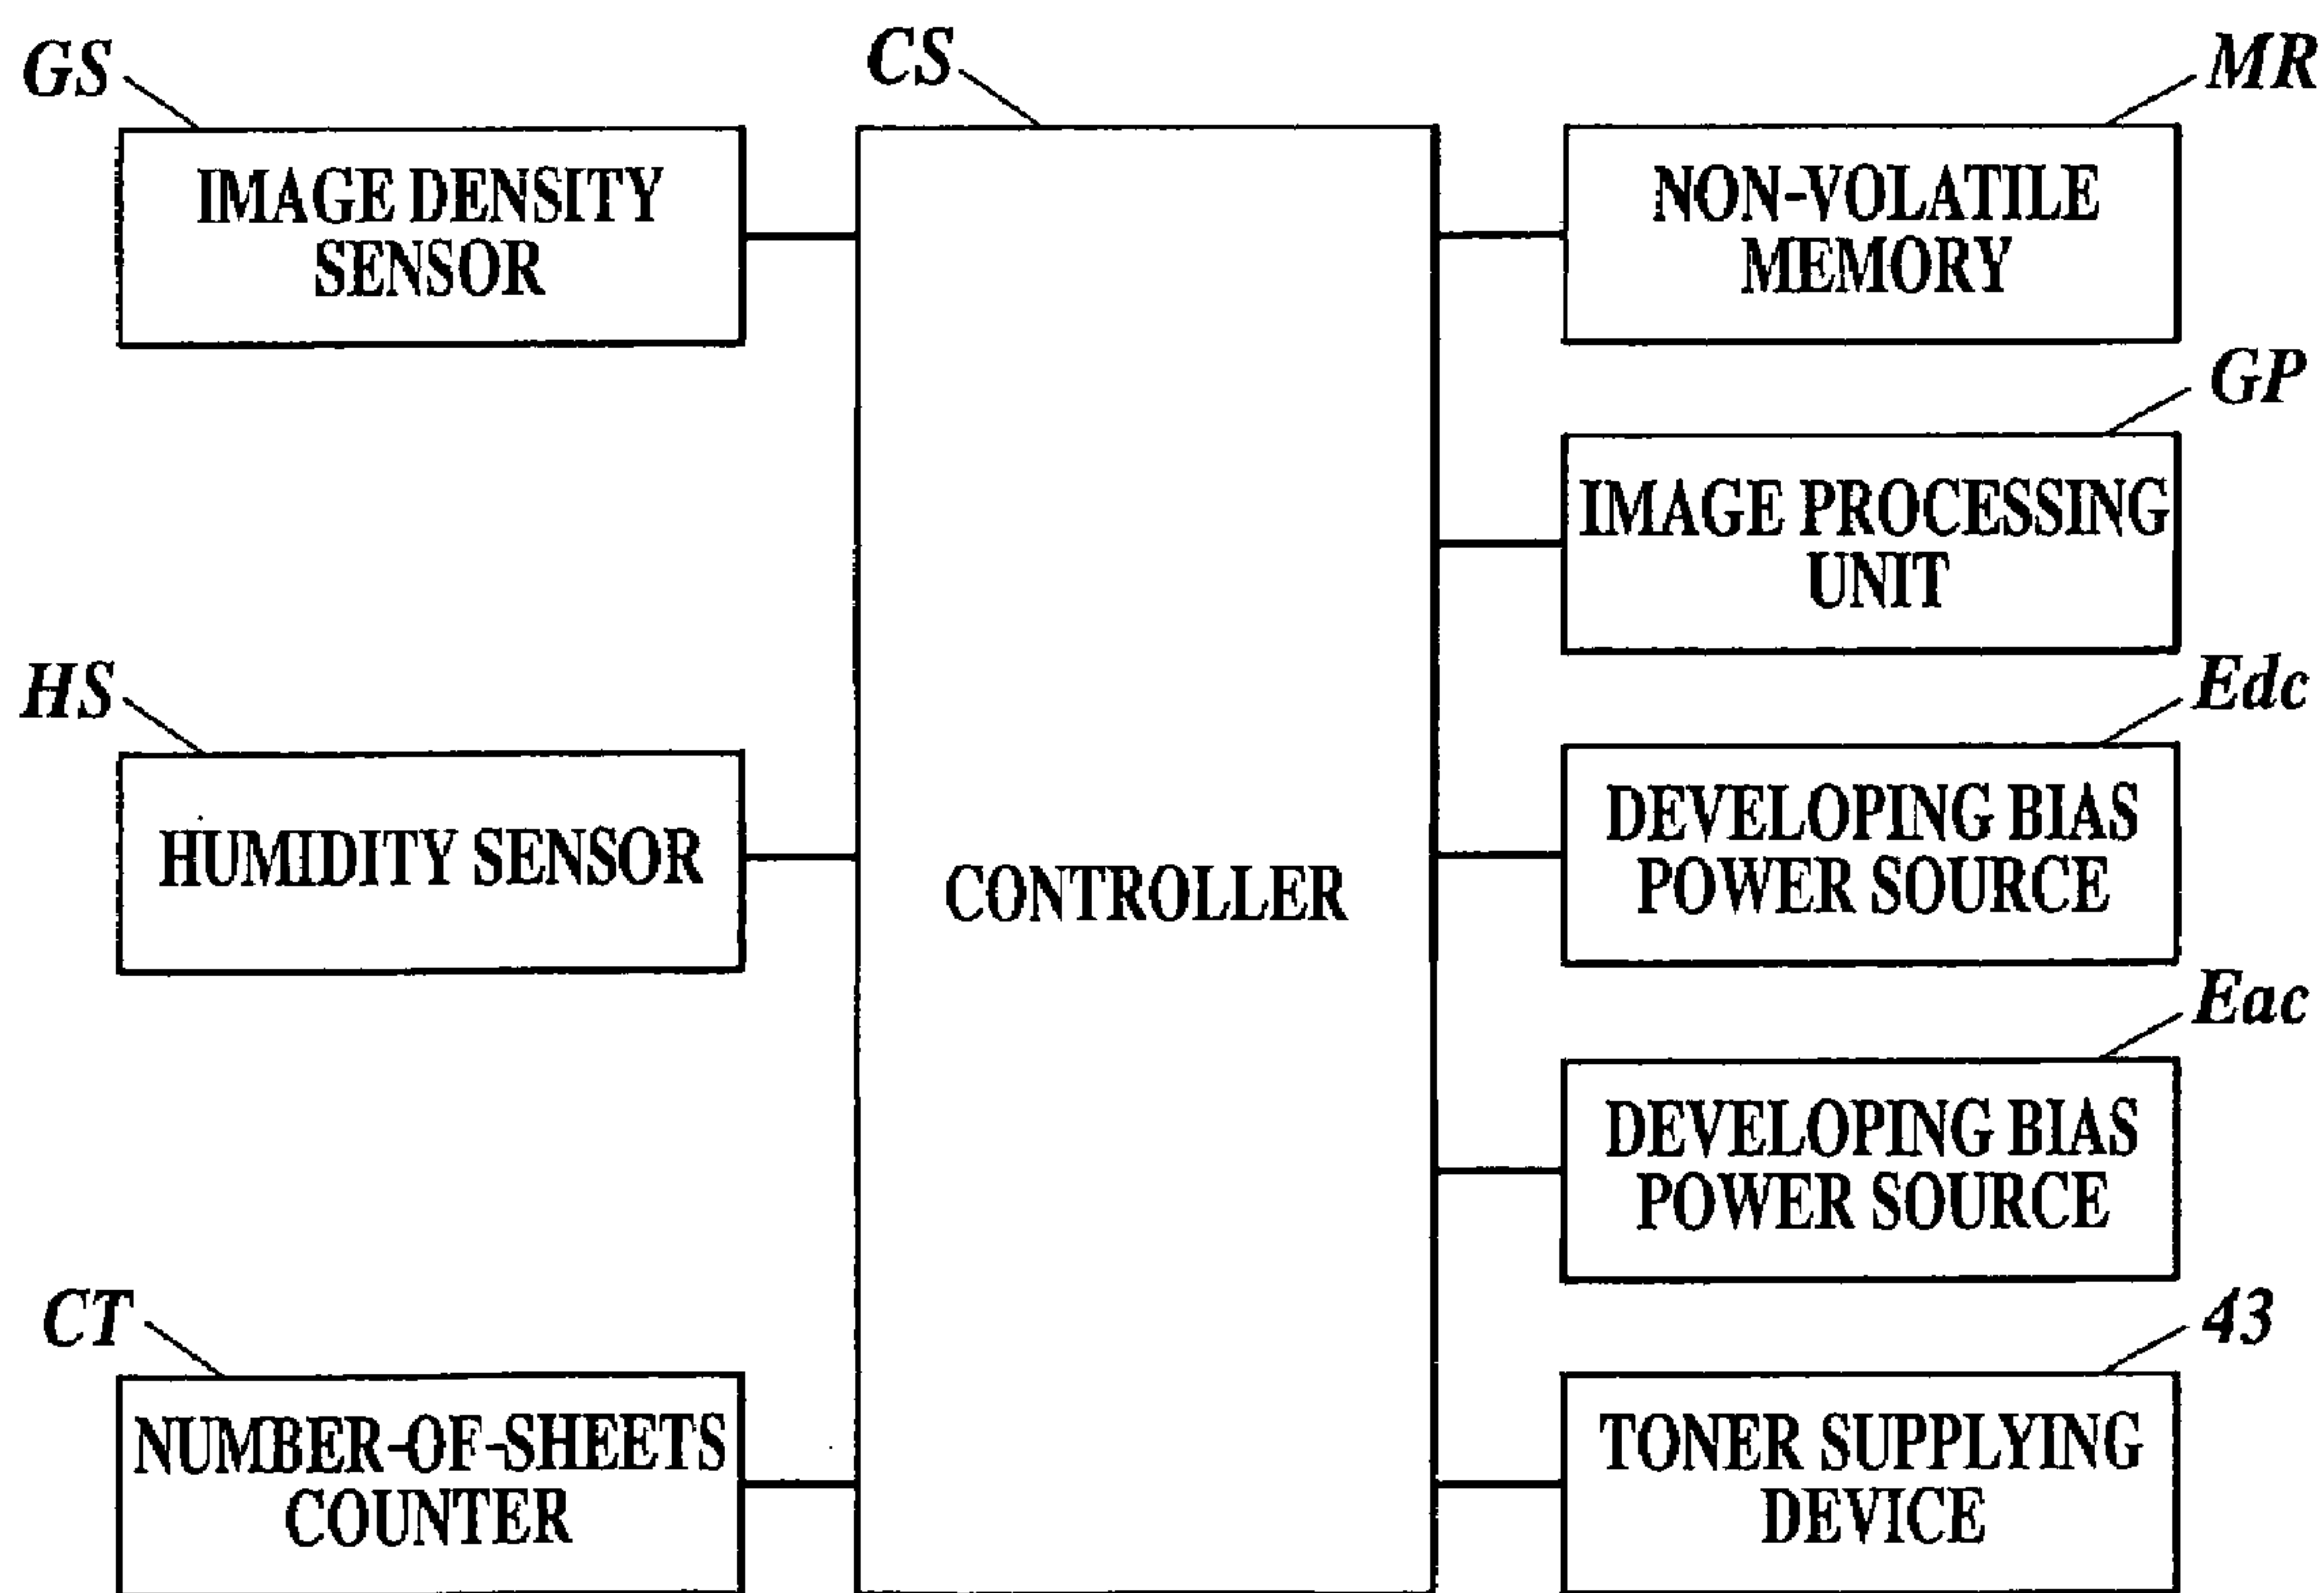 GS
IMAGE DENSITY
SENSOR
HS
HUMIDITY SENSOR
CT
NUMBER-OF-SHEETS
COUNTER
CS
CONTROLLER
MR
NON-VOLATILE
MEMORY
GP
IMAGE PROCESSING
UNIT
Edc
DEVELOPING BIAS
POWER SOURCE
Eac
DEVELOPING BIAS
POWER SOURCE
43
TONER SUPPLYING
DEVICE